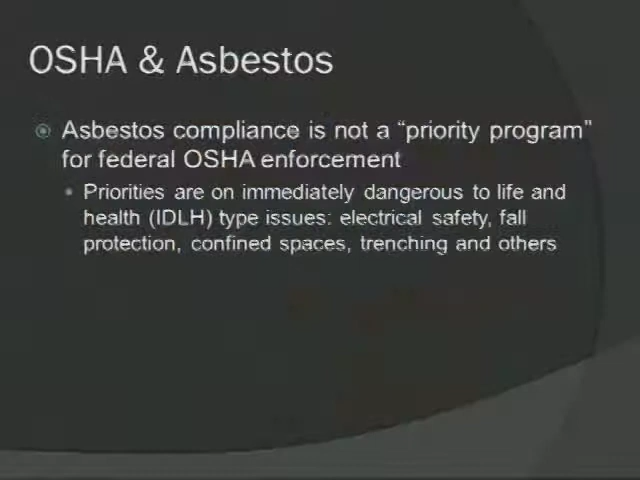 OSHA & Asbestos
Asbestos compliance is not a “priority program”
for federal OSHA enforcement
Priorities are on immediately dangerous to life and
health (IDLH) type issues: electrical safety, fall
protection, confined spaces, trenching and others